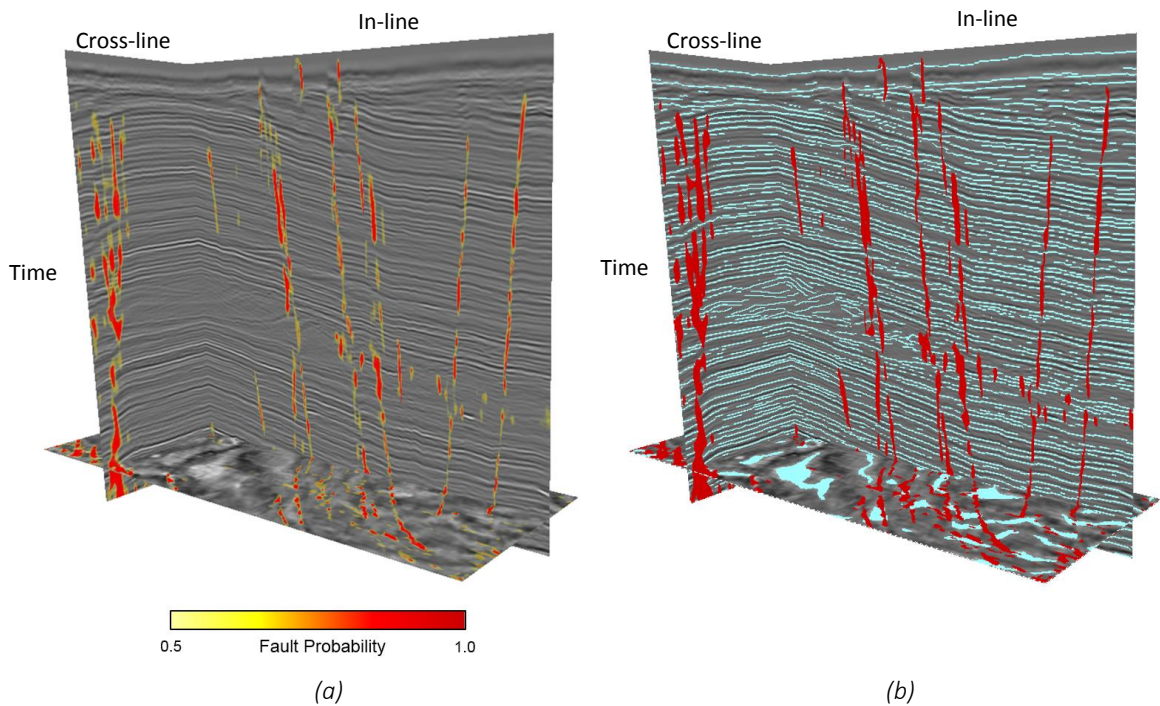 In-line
Cross-line
Time
0.5 Fault Probability 1.0
(a)
In-line
Cross-line
Time
(b)